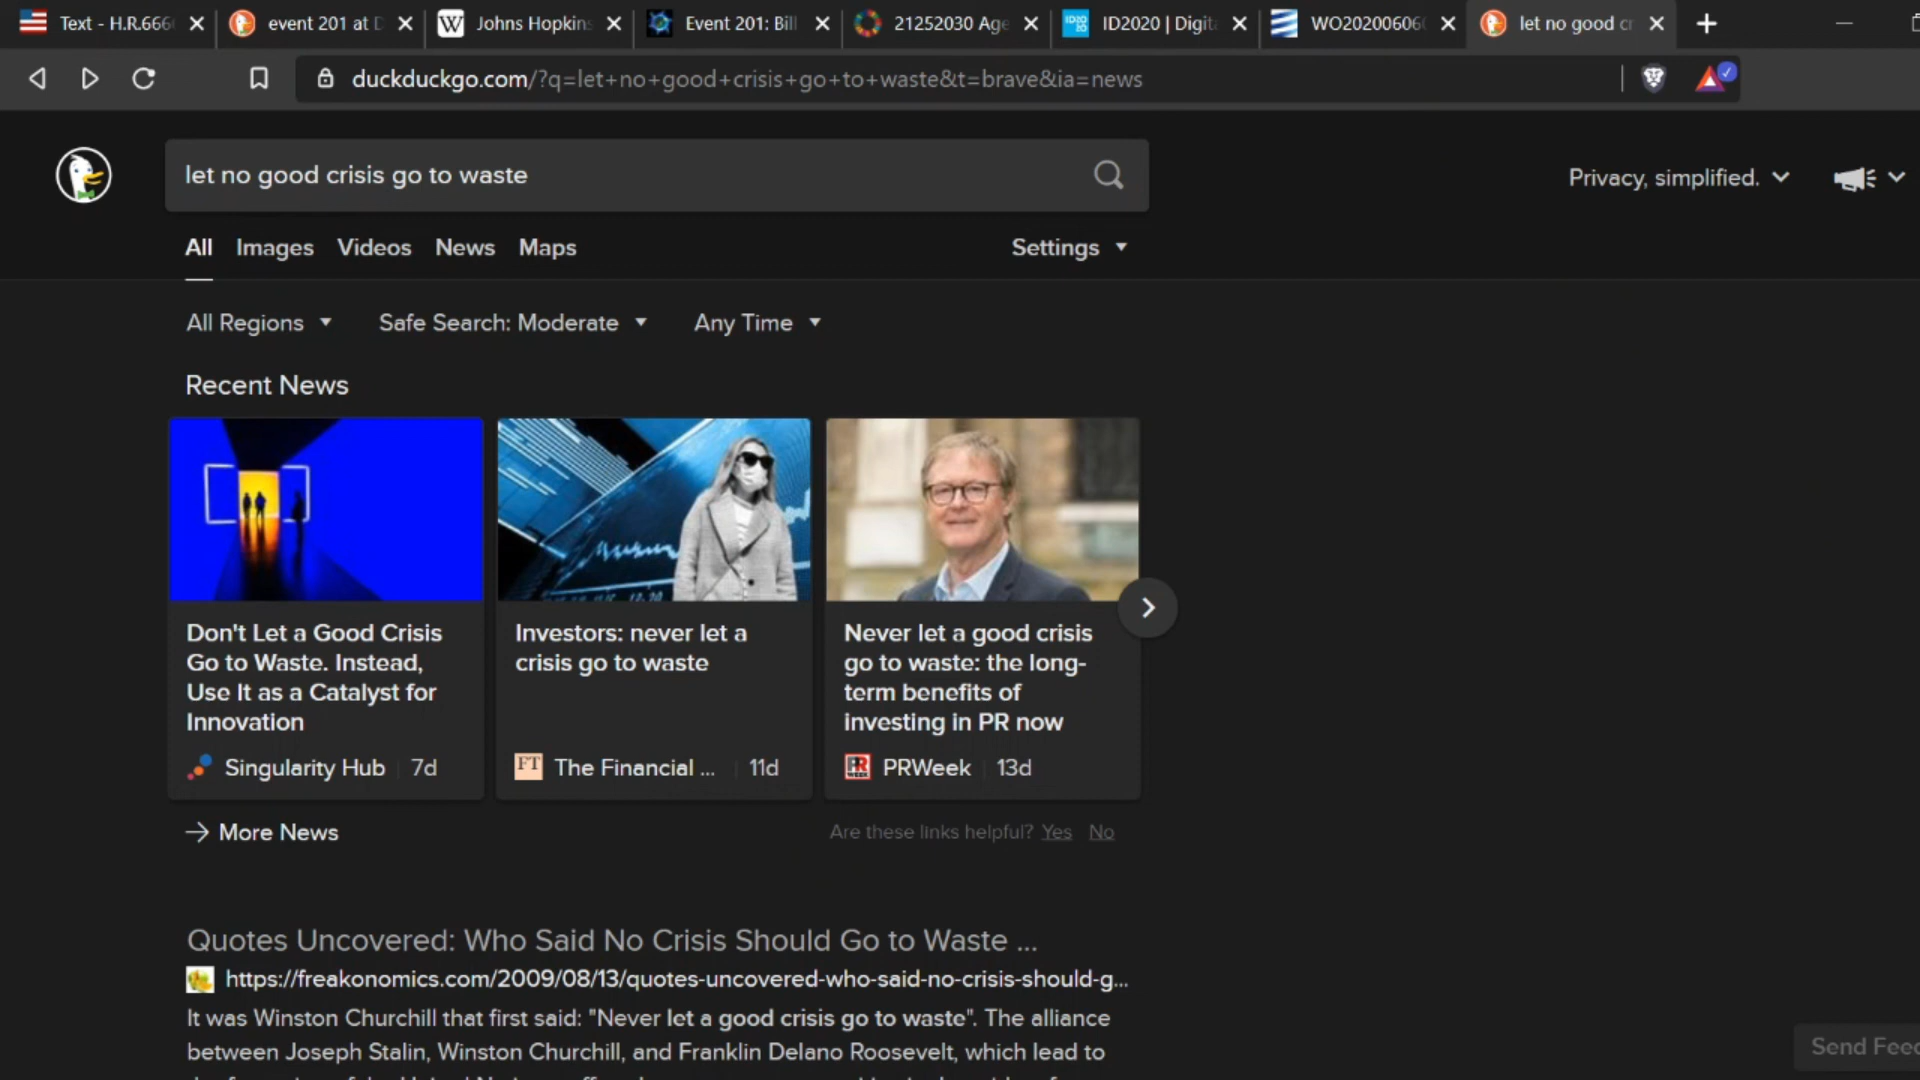 Text - H.R.666
event 201 at D
Johns Hopkins
Event 201: Bill
21252030 Age
ID2020 | Digit
WO202006060
let no good cr
duckduckgo.com/?q=let+no+good+crisis+go+to+waste&t=brave&ia=news
let no good crisis go to waste
Privacy, simplified.
All Images Videos News Maps
Settings
All Regions
Safe Search: Moderate
Any Time
Recent News
Don't Let a Good Crisis
Go to Waste. Instead,
Use It as a Catalyst for
Innovation
Singularity Hub 7d
Investors: never let a
crisis go to waste
FT The Financial ... 11d
Never let a good crisis
go to waste: the long-
term benefits of
investing in PR now
PRWeek 13d
More News
Are these links helpful? Yes No
Quotes Uncovered: Who Said No Crisis Should Go to Waste ...
https://freakonomics.com/2009/08/13/quotes-uncovered-who-said-no-crisis-should-g...
It was Winston Churchill that first said: "Never let a good crisis go to waste". The alliance
between Joseph Stalin, Winston Churchill, and Franklin Delano Roosevelt, which lead to
Send Feed